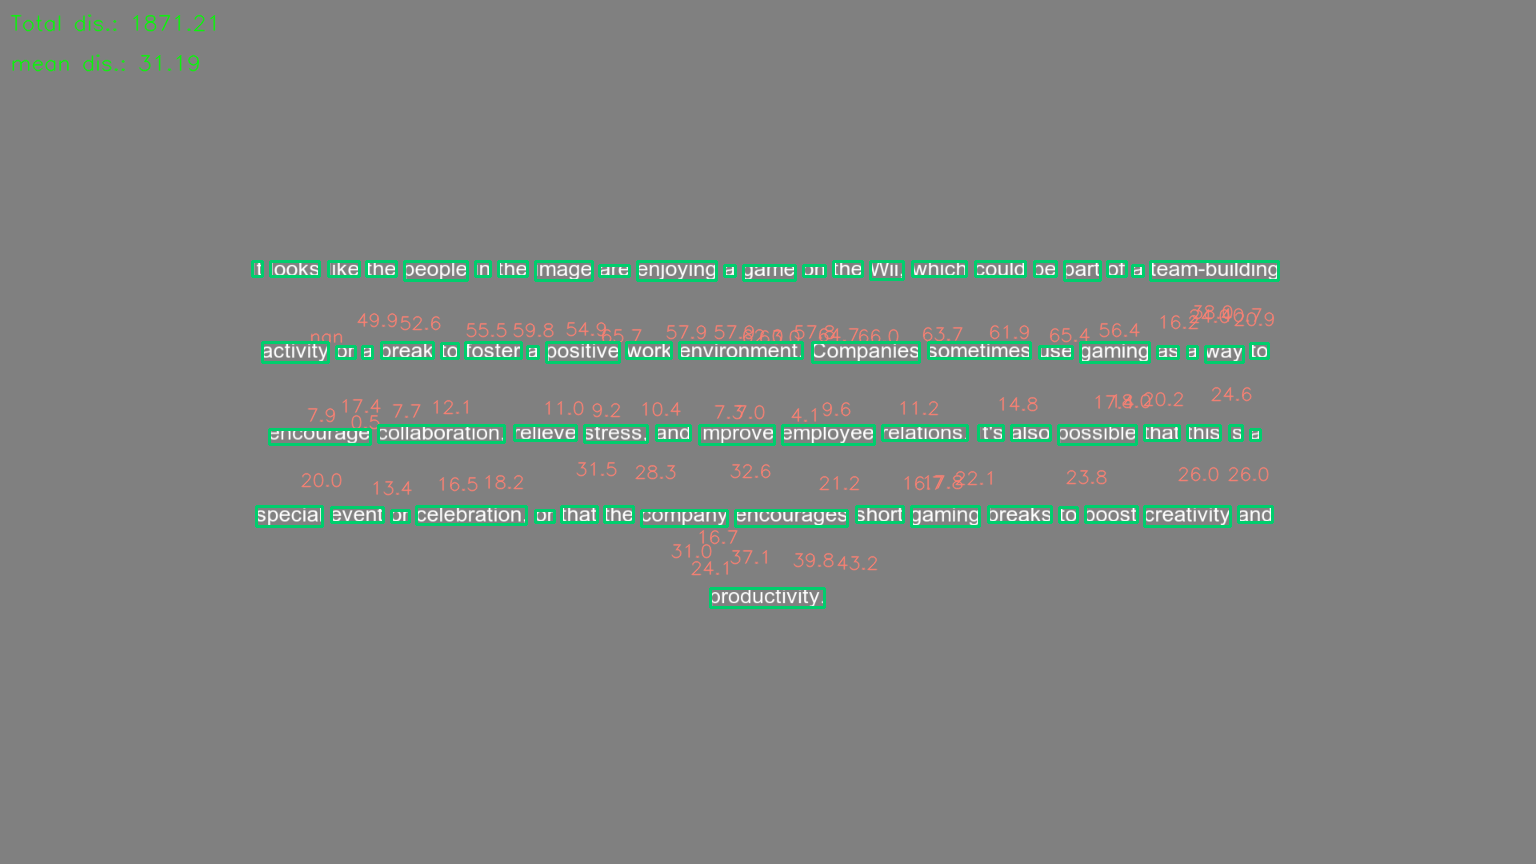 Total dis.: 1871.21
mean dis.: 31.19
It looks like the people in the image are enjoying a game on the Wii, which could be part of a team-building
nan 49.9 52.6 55.5 59.8 54.9 65.7 57.9 57.8 63.0 57.8 64.7 66.0 63.7 61.9 65.4 56.4 16.2 38.0 24.8 20.9
activity or a break to foster a positive work environment. Companies sometimes use gaming as a way to
7.9 17.4 0.5 7.7 12.1 11.0 9.2 10.4 7.3 7.0 4.1 9.6 11.2 14.8 17.4 18.0 20.2 24.6
encourage collaboration, relieve stress, and improve employee relations. It's also possible that this is a
20.0 13.4 16.5 18.2 31.5 28.3 32.6 21.2 16.7 17.8 22.1 23.8 26.0 26.0
special event or celebration, or that the company encourages short gaming breaks to boost creativity and
31.0 16.7 24.1 37.1 39.8 43.2
productivity.